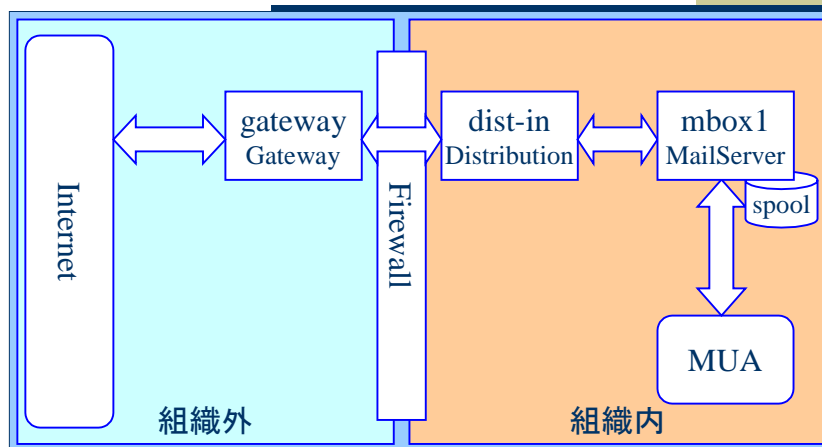 Internet
gateway
Gateway
Firewall
dist-in
Distribution
mbox1
MailServer
spool
MUA
組織外
組織内